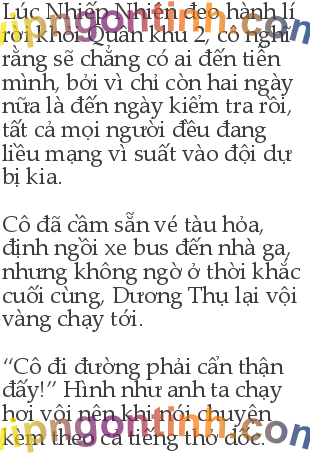 Lúc Nhiếp Nhiên đeo hành lí
rời khỏi Quân khu 2, cô nghĩ
rằng sẽ chẳng có ai đến tiễn
mình, bởi vì chỉ còn hai ngày
nữa là đến ngày kiểm tra rồi,
tất cả mọi người đều đang
liều mạng vì suất vào đội dự
bị kia.
Cô đã cầm sẵn vé tàu hỏa,
định ngồi xe bus đến nhà ga,
nhưng không ngờ ở thời khắc
cuối cùng, Dương Thụ lại vội
vàng chạy tới.
“Cô đi đường phải cẩn thận
đấy!” Hình như anh ta chạy
hơi vội nên khi nói chuyện
kèm theo cả tiếng thở dốc.
vipngontinh.com
vipngontinh.com